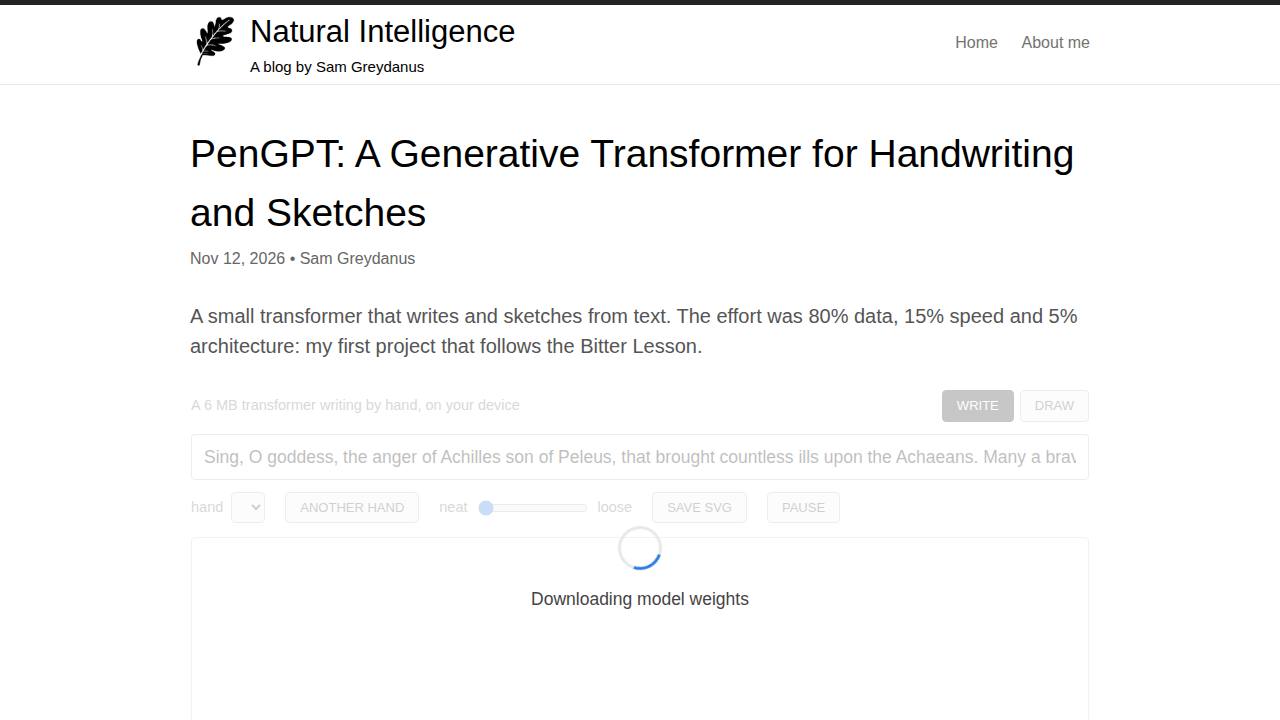 Natural Intelligence
A blog by Sam Greydanus
Home
About me
PenGPT: A Generative Transformer for Handwriting
and Sketches
Nov 12, 2026 • Sam Greydanus
A small transformer that writes and sketches from text. The effort was 80% data, 15% speed and 5%
architecture: my first project that follows the Bitter Lesson.
A 6 MB transformer writing by hand, on your device
WRITE
DRAW
Sing, O goddess, the anger of Achilles son of Peleus, that brought countless ills upon the Achaeans. Many a
hand
ANOTHER HAND
neat
loose
SAVE SVG
PAUSE
Downloading model weights